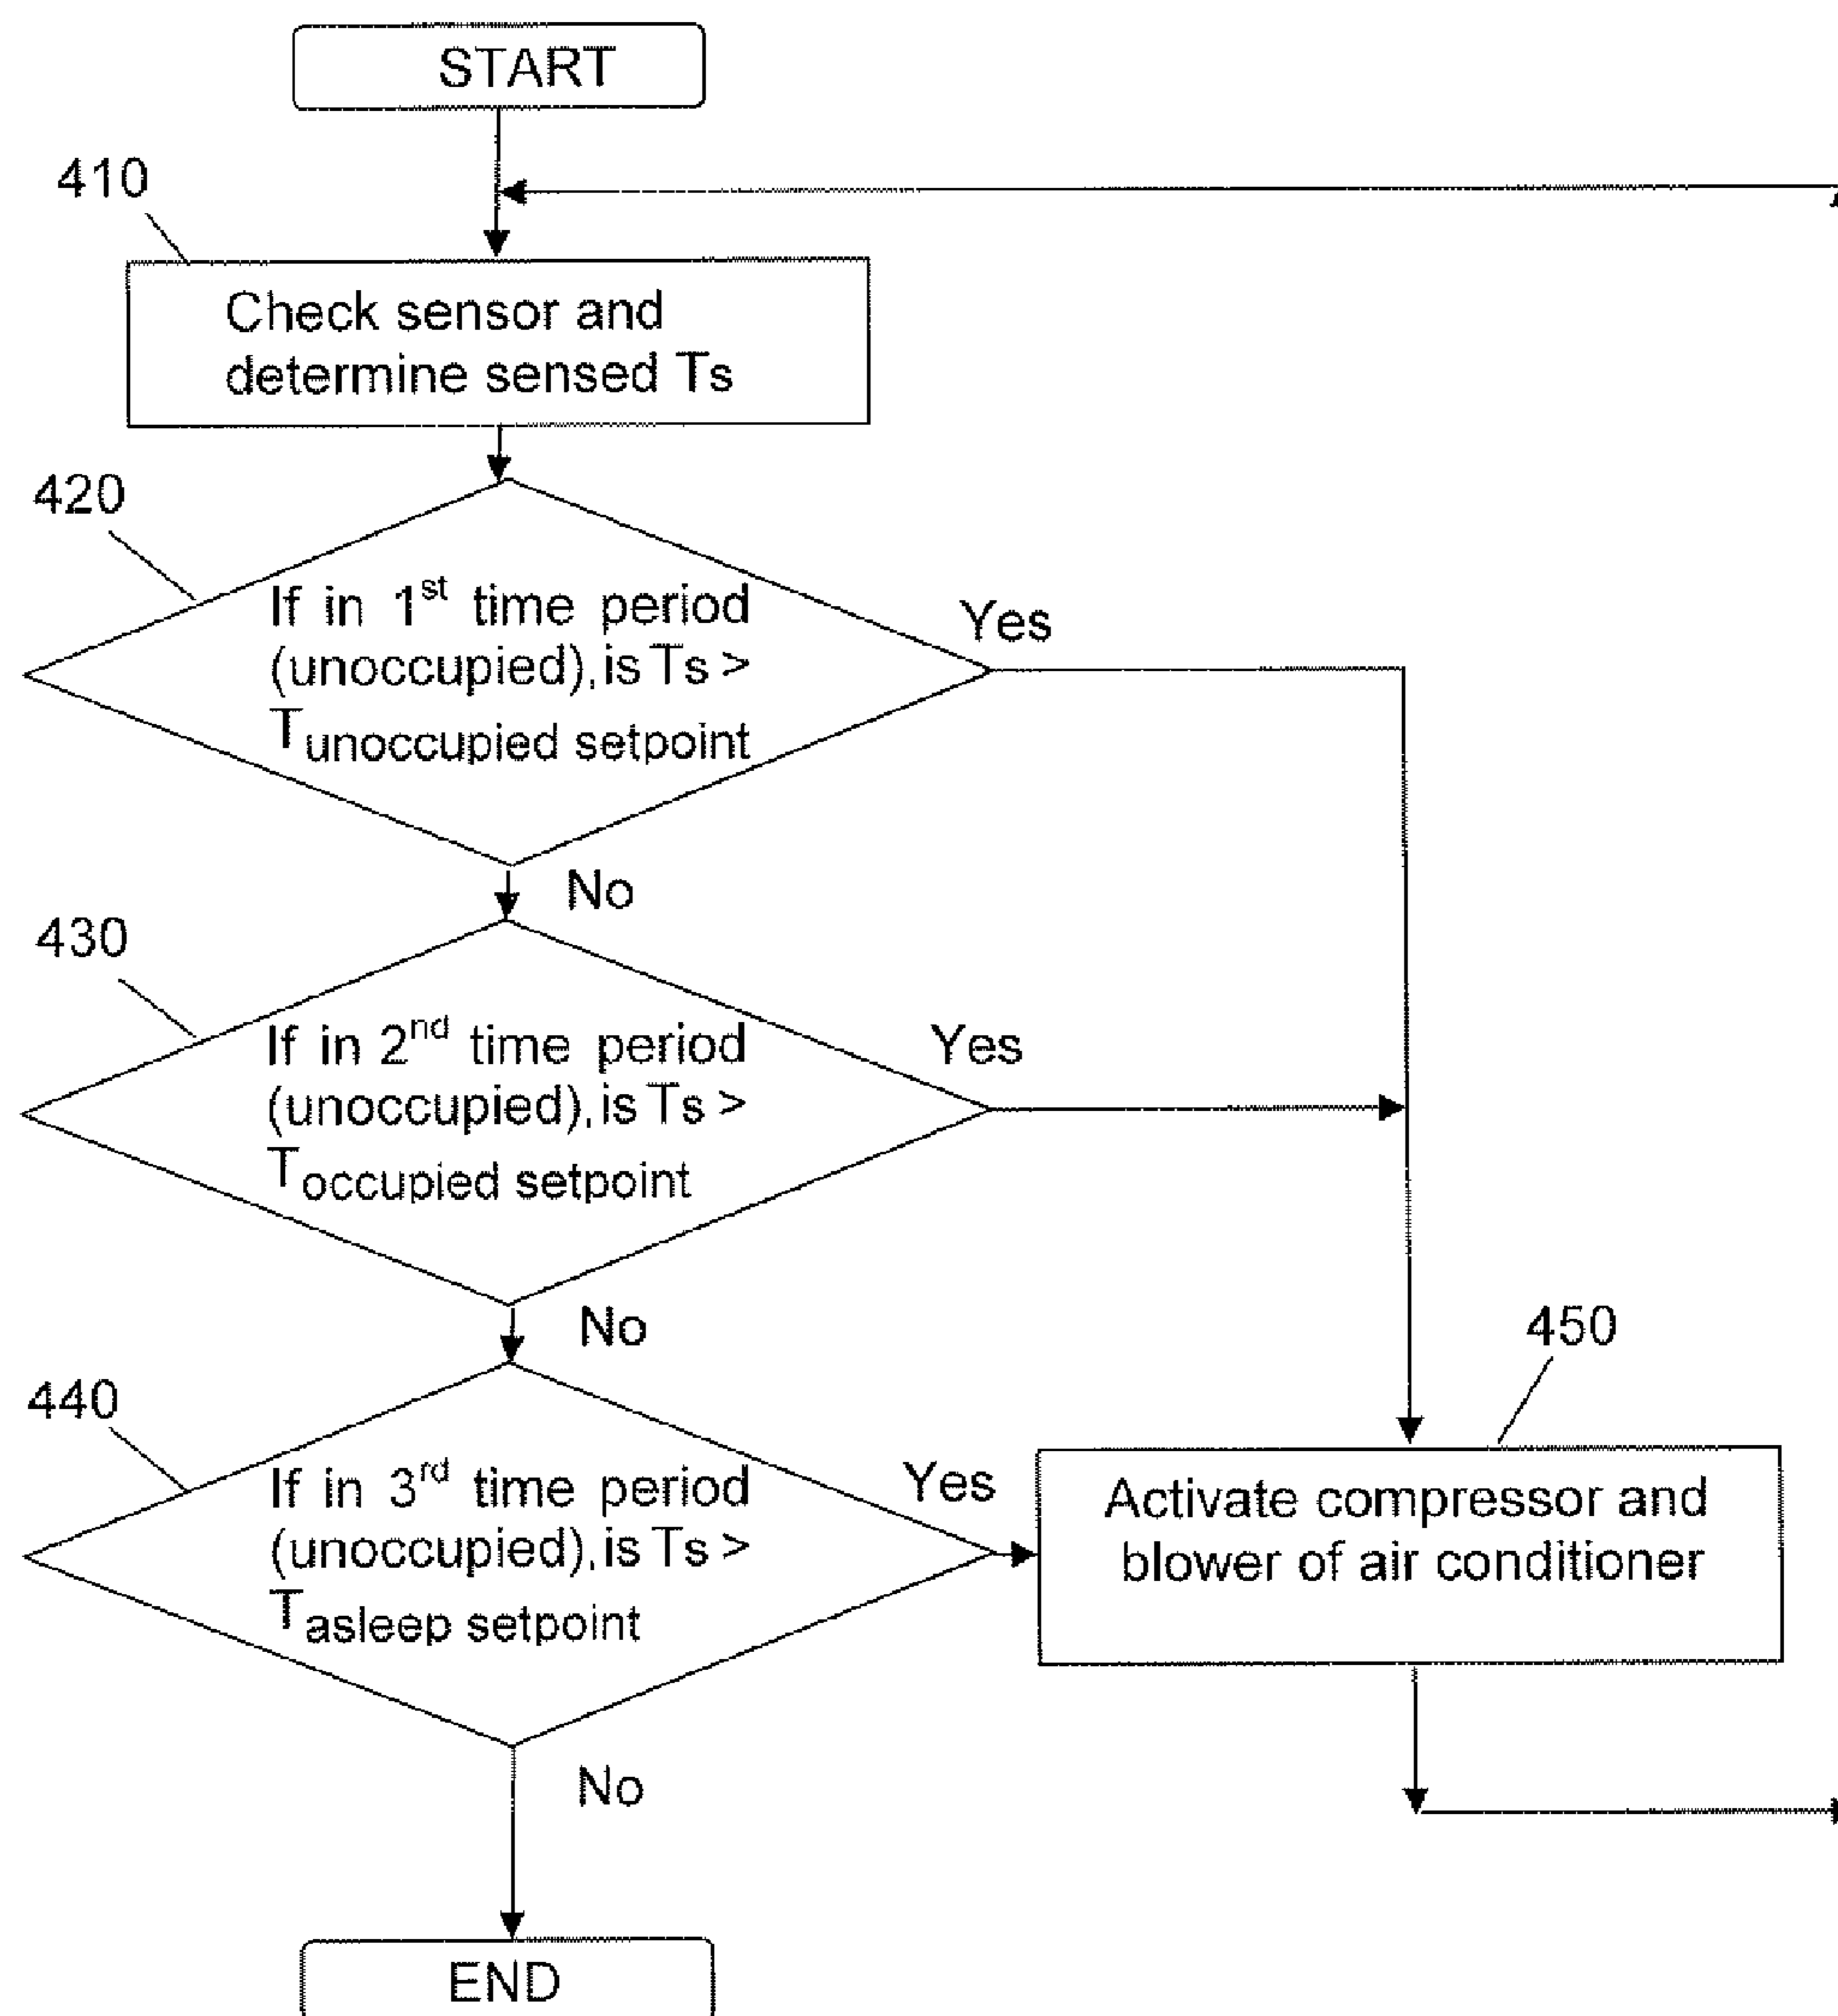 START
410
Check sensor and
determine sensed Ts
420
If in 1st time period
(unoccupied), is Ts >
Tunoccupied setpoint
Yes
No
430
If in 2nd time period
(unoccupied), is Ts >
Toccupied setpoint
Yes
No
440
If in 3rd time period
(unoccupied), is Ts >
Tasleep setpoint
Yes
450
Activate compressor and
blower of air conditioner
No
END